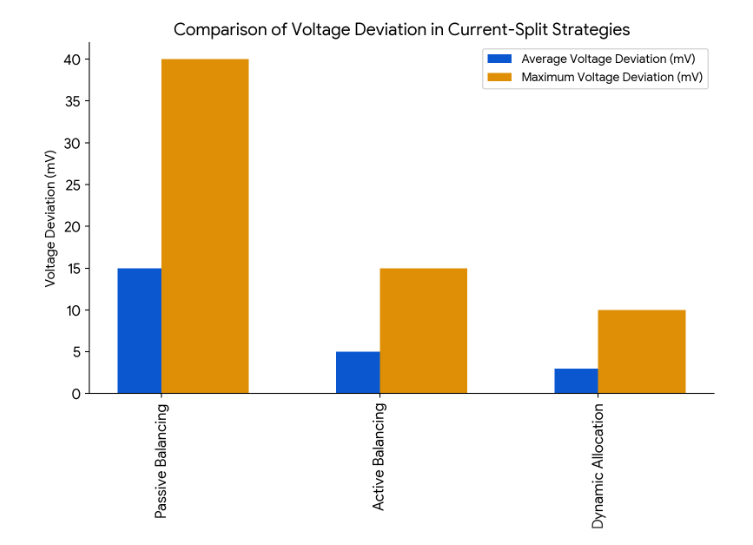 Comparison of Voltage Deviation in Current-Split Strategies
Average Voltage Deviation (mV)
Maximum Voltage Deviation (mV)
Voltage Deviation (mV)
40
35
30
25
20
15
10
5
0
Passive Balancing
Active Balancing
Dynamic Allocation